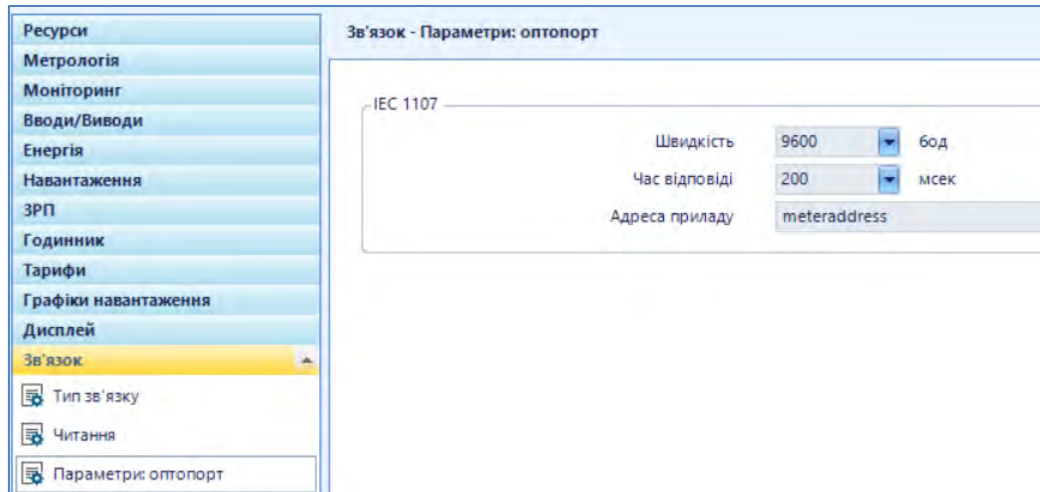 Ресурси
Метрологія
Моніторинг
Вводи/Виводи
Енергія
Навантаження
ЗРП
Годинник
Тарифи
Графіки навантаження
Дисплей
Зв'язок
Тип зв'язку
Читання
Параметри: оптопорт
Зв'язок - Параметри: оптопорт
IEC 1107
Швидкість 9600 бод
Час відповіді 200 мсек
Адреса приладу meteraddress